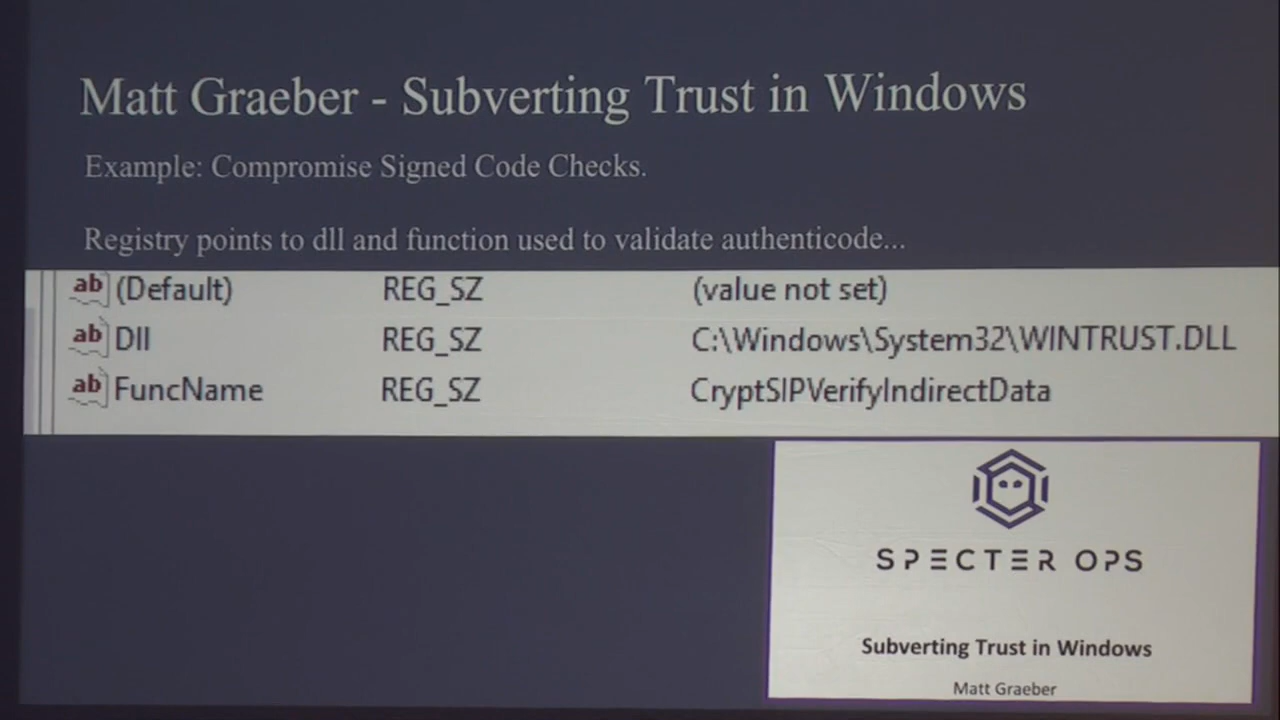 Matt Graeber - Subverting Trust in Windows
Example: Compromise Signed Code Checks.
Registry points to dll and function used to validate authenticode...
ab (Default) REG_SZ (value not set)
ab Dll REG_SZ C:\Windows\System32\WINTRUST.DLL
ab FuncName REG_SZ CryptSIPVerifyIndirectData
SPECTER OPS
Subverting Trust in Windows
Matt Graeber